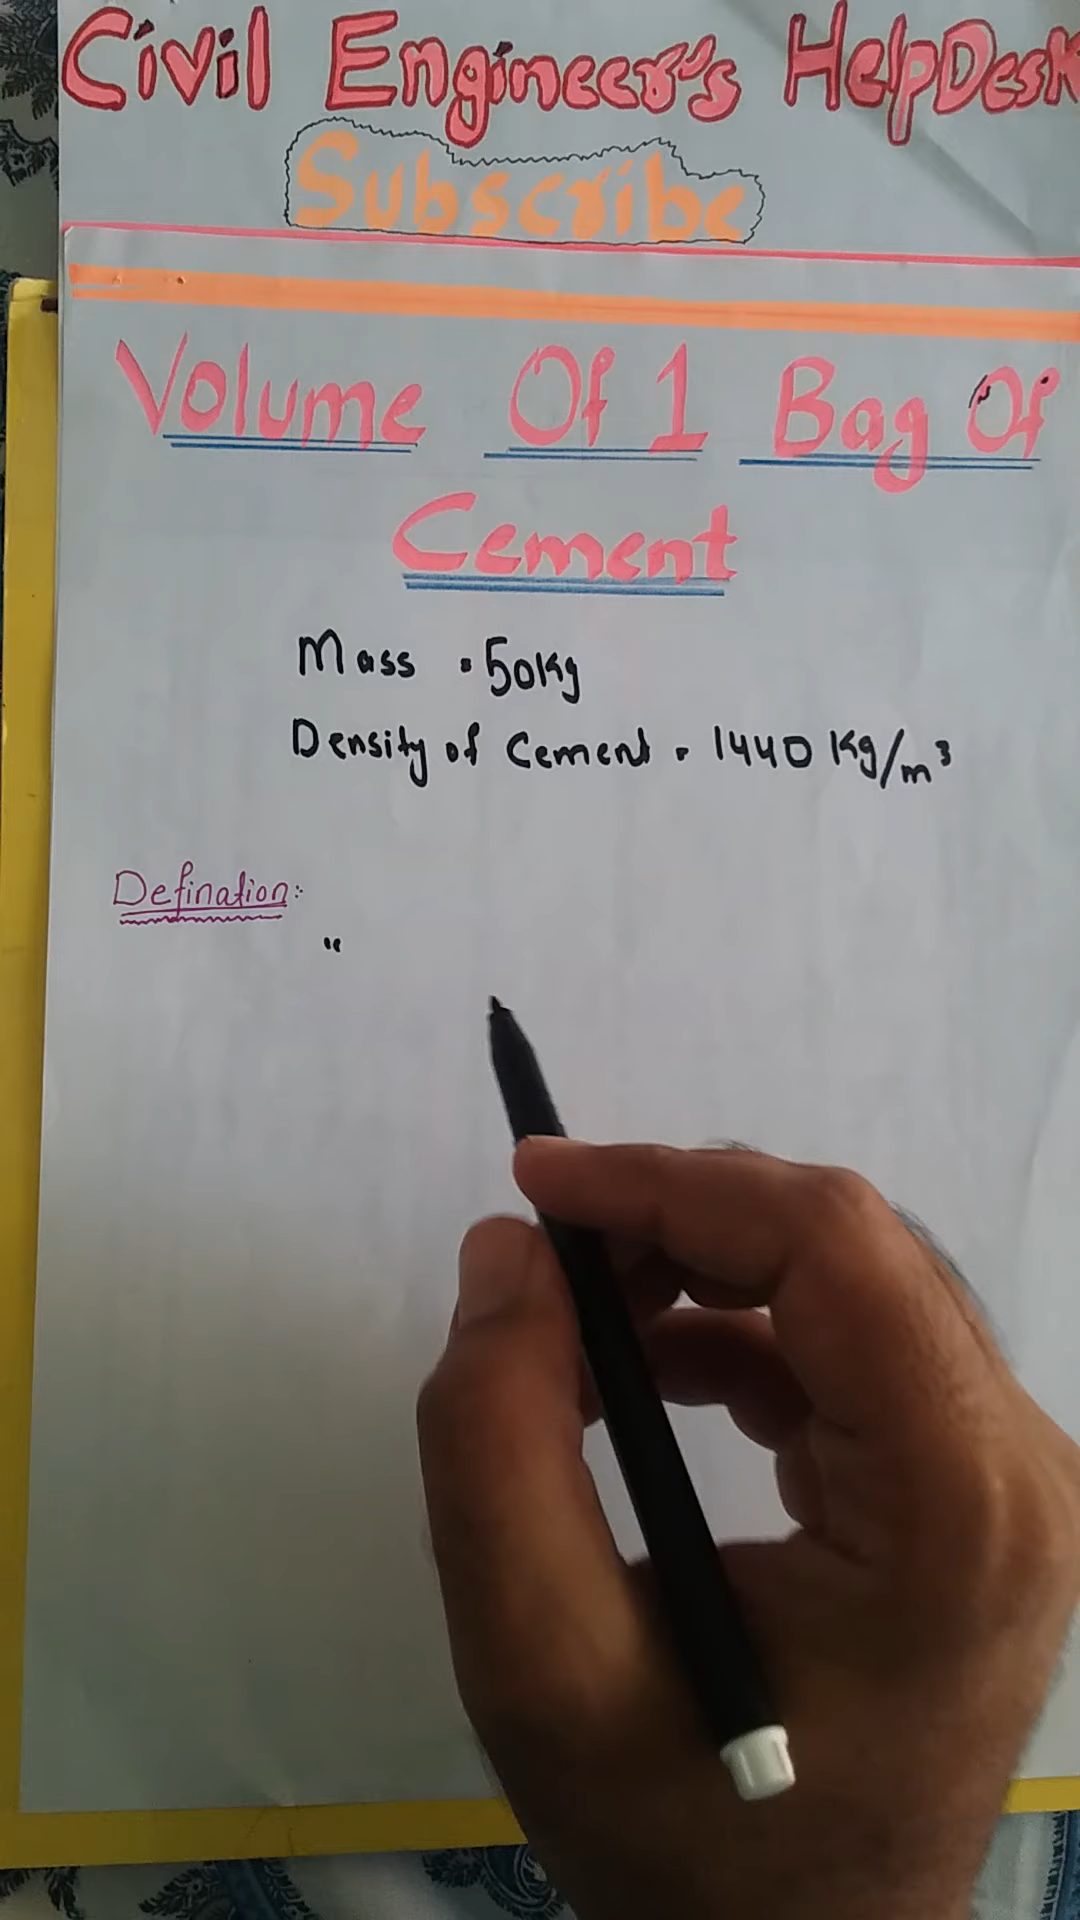 Civil Engineer's HelpDesk
Subscribe
Volume Of 1 Bag Of
Cement
Mass = 50Kg
Density of Cement = 1440 Kg/m³
Defination:
"